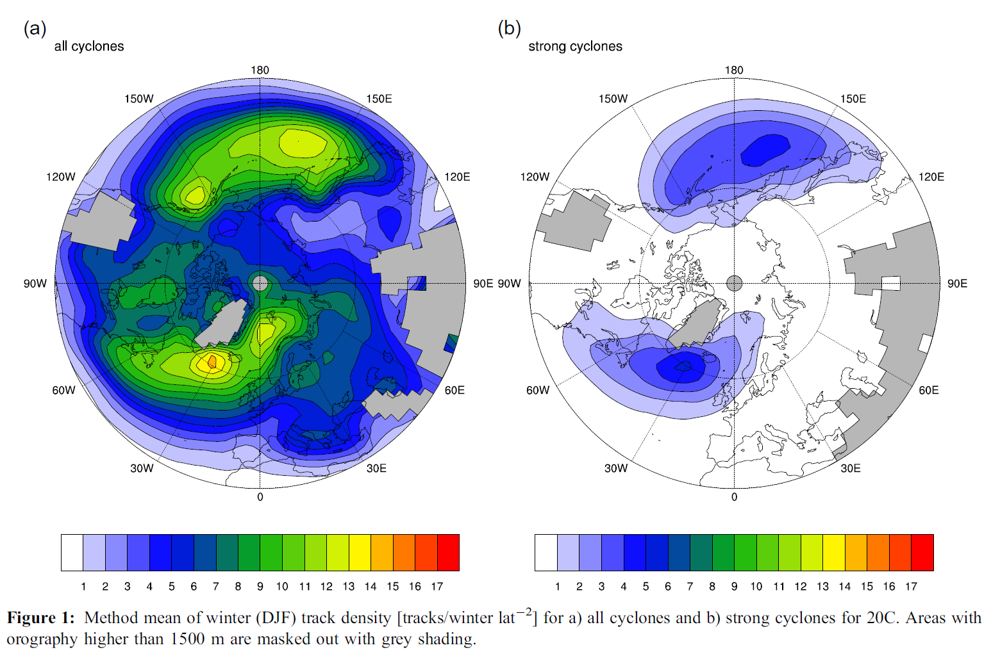 (a)
all cyclones
180
150W
150E
120W
120E
90W
90E
60W
60E
30W
30E
0
1 2 3 4 5 6 7 8 9 10 11 12 13 14 15 16 17
(b)
strong cyclones
180
150W
150E
120W
120E
90W
90E
60W
60E
30W
30E
0
1 2 3 4 5 6 7 8 9 10 11 12 13 14 15 16 17
Figure 1: Method mean of winter (DJF) track density [tracks/winter lat⁻²] for a) all cyclones and b) strong cyclones for 20C. Areas with
orography higher than 1500 m are masked out with grey shading.